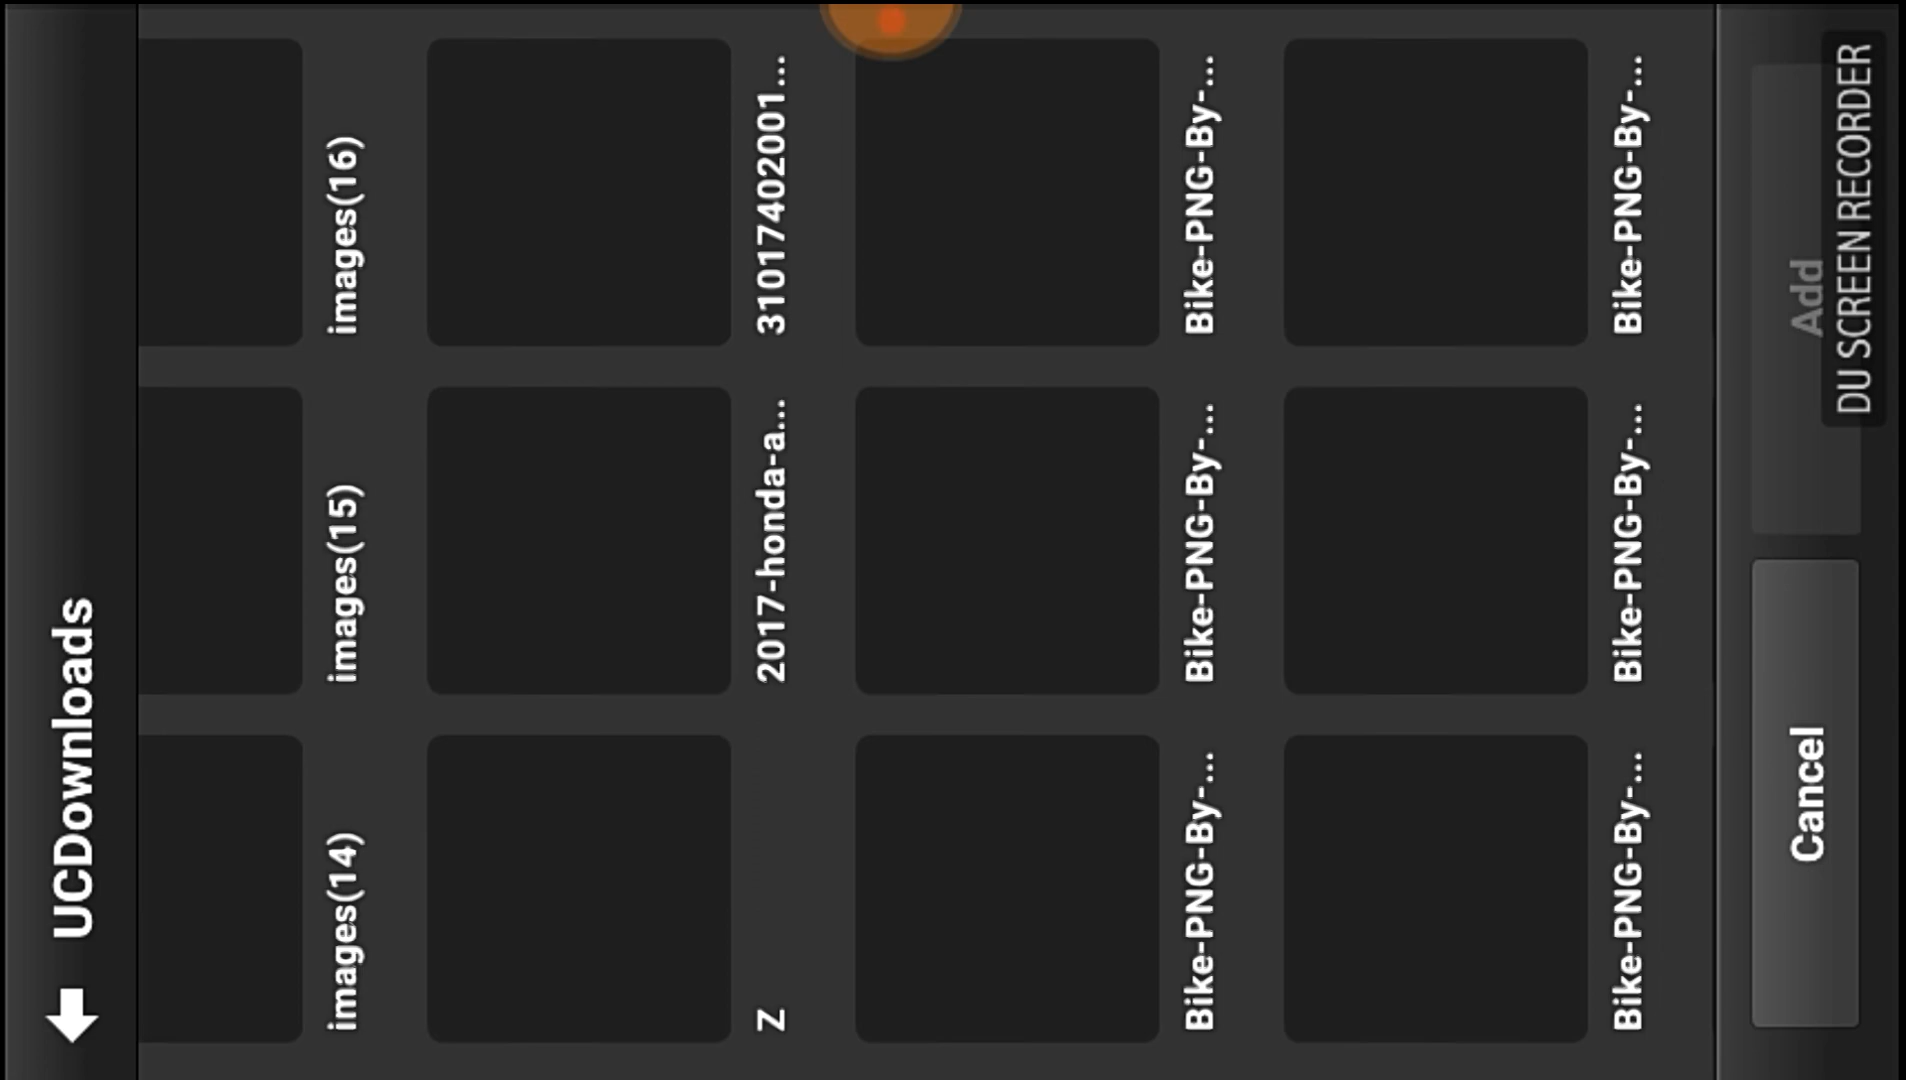 UCDownloads
images(14)
images(15)
images(16)
Z
2017-honda-a...
31017402001...
Bike-PNG-By-...
Bike-PNG-By-...
Bike-PNG-By-...
Bike-PNG-By-...
Bike-PNG-By-...
Bike-PNG-By-...
Cancel
Add
DU SCREEN RECORDER